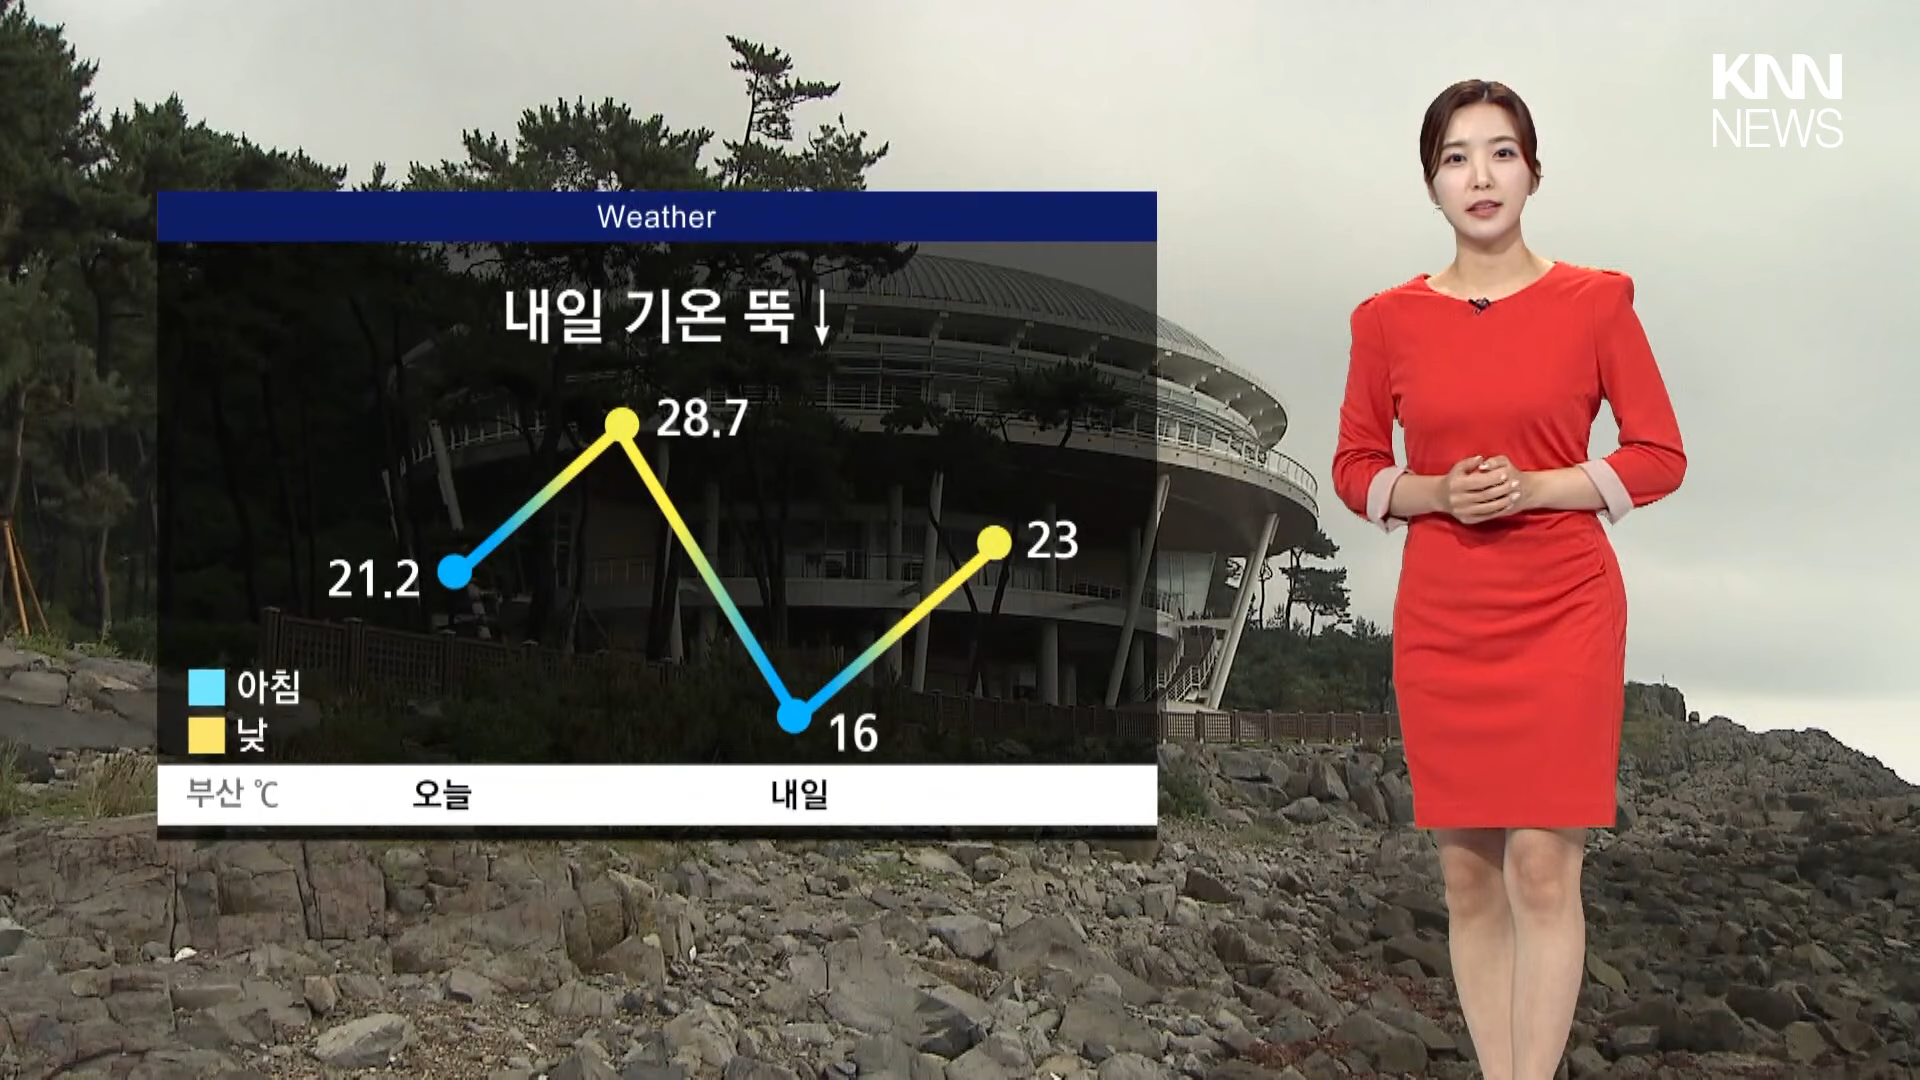 KNN
NEWS
Weather
내일 기온 뚝↓
28.7
23
21.2
16
아침
낮
부산 ℃ 오늘 내일